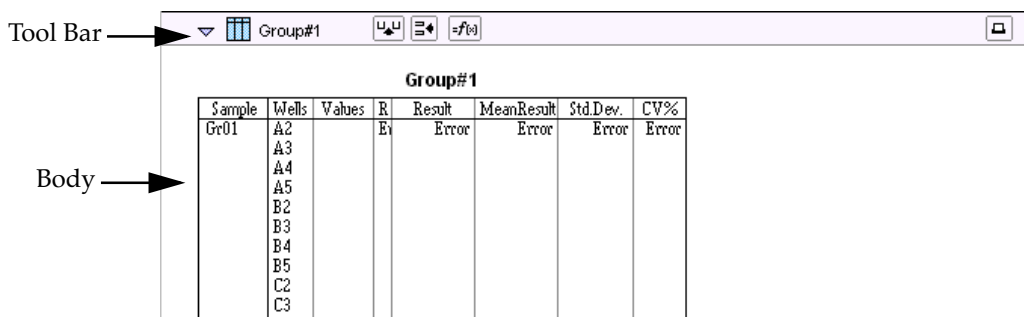 Tool Bar
Group#1
=f(x)
Group#1
Sample Wells Values R Result MeanResult Std.Dev. CV%
Gr01 A2 Er Error Error Error Error
A3
Body
A4
A5
B2
B3
B4
B5
C2
C3